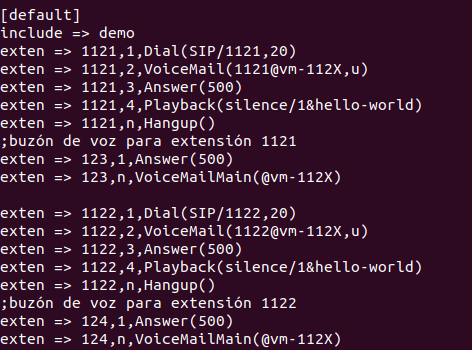 [default]
include => demo
exten => 1121,1,Dial(SIP/1121,20)
exten => 1121,2,VoiceMail(1121@vm-112X,u)
exten => 1121,3,Answer(500)
exten => 1121,4,Playback(silence/1&hello-world)
exten => 1121,n,Hangup()
;buzón de voz para extensión 1121
exten => 123,1,Answer(500)
exten => 123,n,VoiceMailMain(@vm-112X)
exten => 1122,1,Dial(SIP/1122,20)
exten => 1122,2,VoiceMail(1122@vm-112X,u)
exten => 1122,3,Answer(500)
exten => 1122,4,Playback(silence/1&hello-world)
exten => 1122,n,Hangup()
;buzón de voz para extensión 1122
exten => 124,1,Answer(500)
exten => 124,n,VoiceMailMain(@vm-112X)